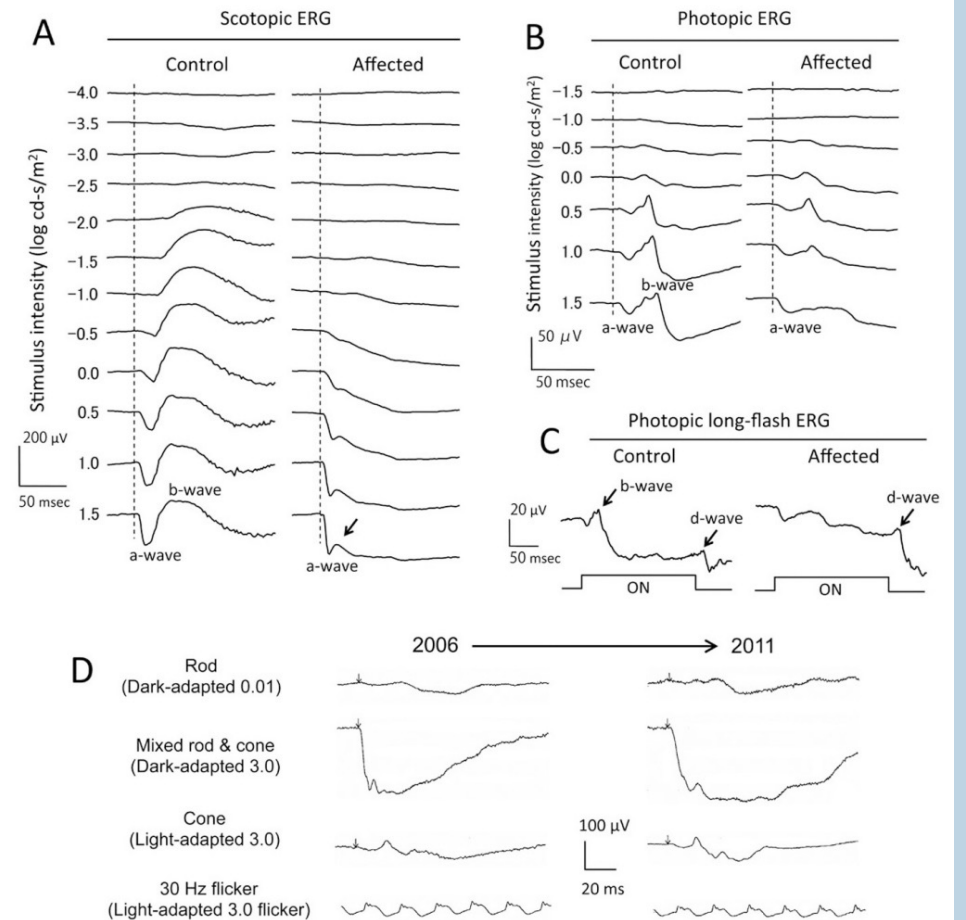 A
Scotopic ERG
Control
Affected
Stimulus intensity (log cd-s/m²)
−4.0
−3.5
−3.0
−2.5
−2.0
−1.5
−1.0
−0.5
0.0
0.5
1.0
1.5
200 µV
50 msec
b-wave
a-wave
a-wave
B
Photopic ERG
Control
Affected
Stimulus intensity (log cd-s/m²)
−1.5
−1.0
−0.5
0.0
0.5
1.0
1.5
b-wave
a-wave
a-wave
50 µV
50 msec
C
Photopic long-flash ERG
Control
Affected
b-wave
d-wave
d-wave
20 µV
50 msec
ON
ON
D
2006
2011
Rod
(Dark-adapted 0.01)
Mixed rod & cone
(Dark-adapted 3.0)
Cone
(Light-adapted 3.0)
30 Hz flicker
(Light-adapted 3.0 flicker)
100 µV
20 ms